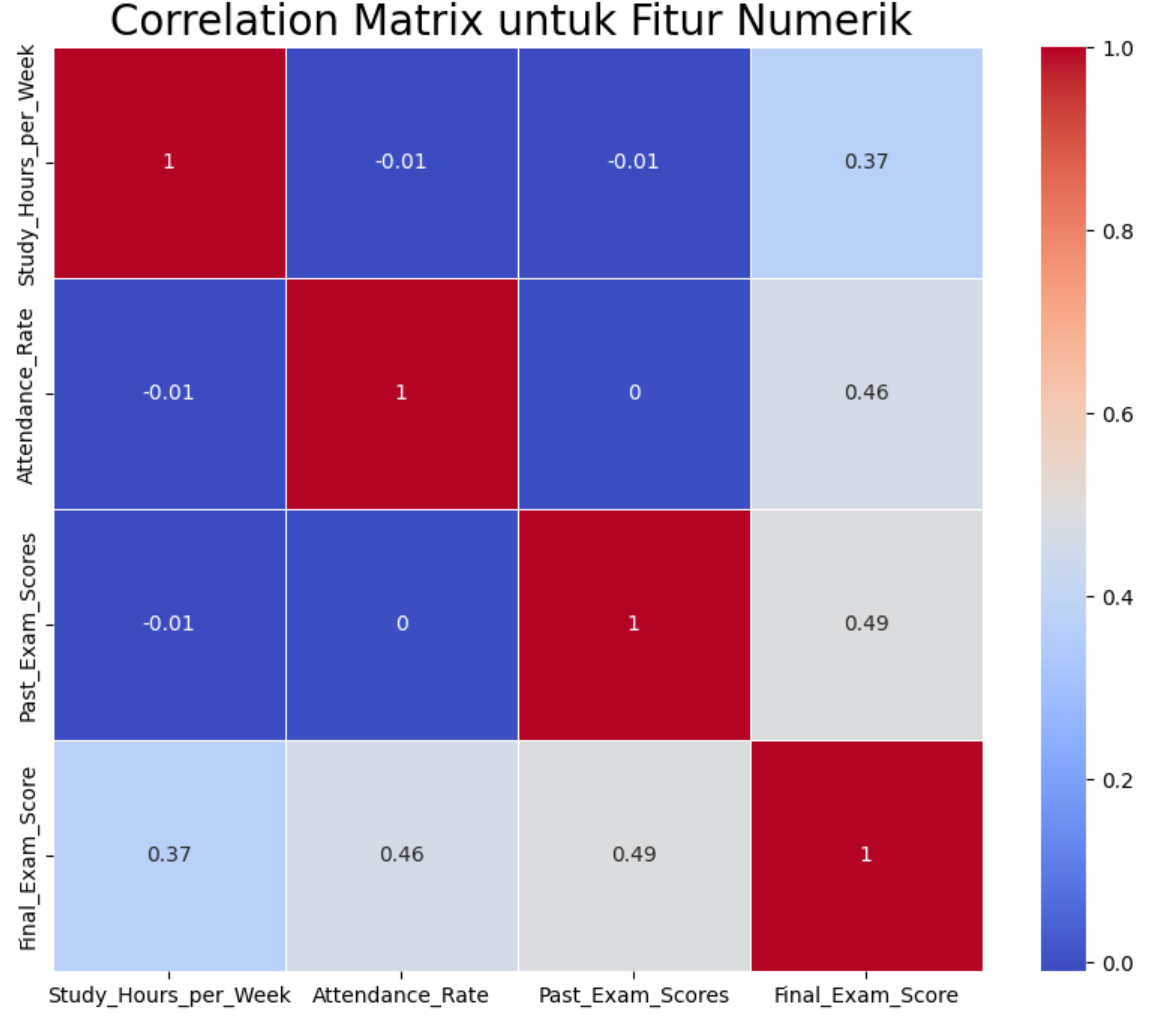 Correlation Matrix untuk Fitur Numerik
Study_Hours_per_Week
1
-0.01
-0.01
0.37
Attendance_Rate
-0.01
1
0
0.46
Past_Exam_Scores
-0.01
0
1
0.49
Final_Exam_Score
0.37
0.46
0.49
1
Study_Hours_per_Week
Attendance_Rate
Past_Exam_Scores
Final_Exam_Score
1.0
0.8
0.6
0.4
0.2
0.0